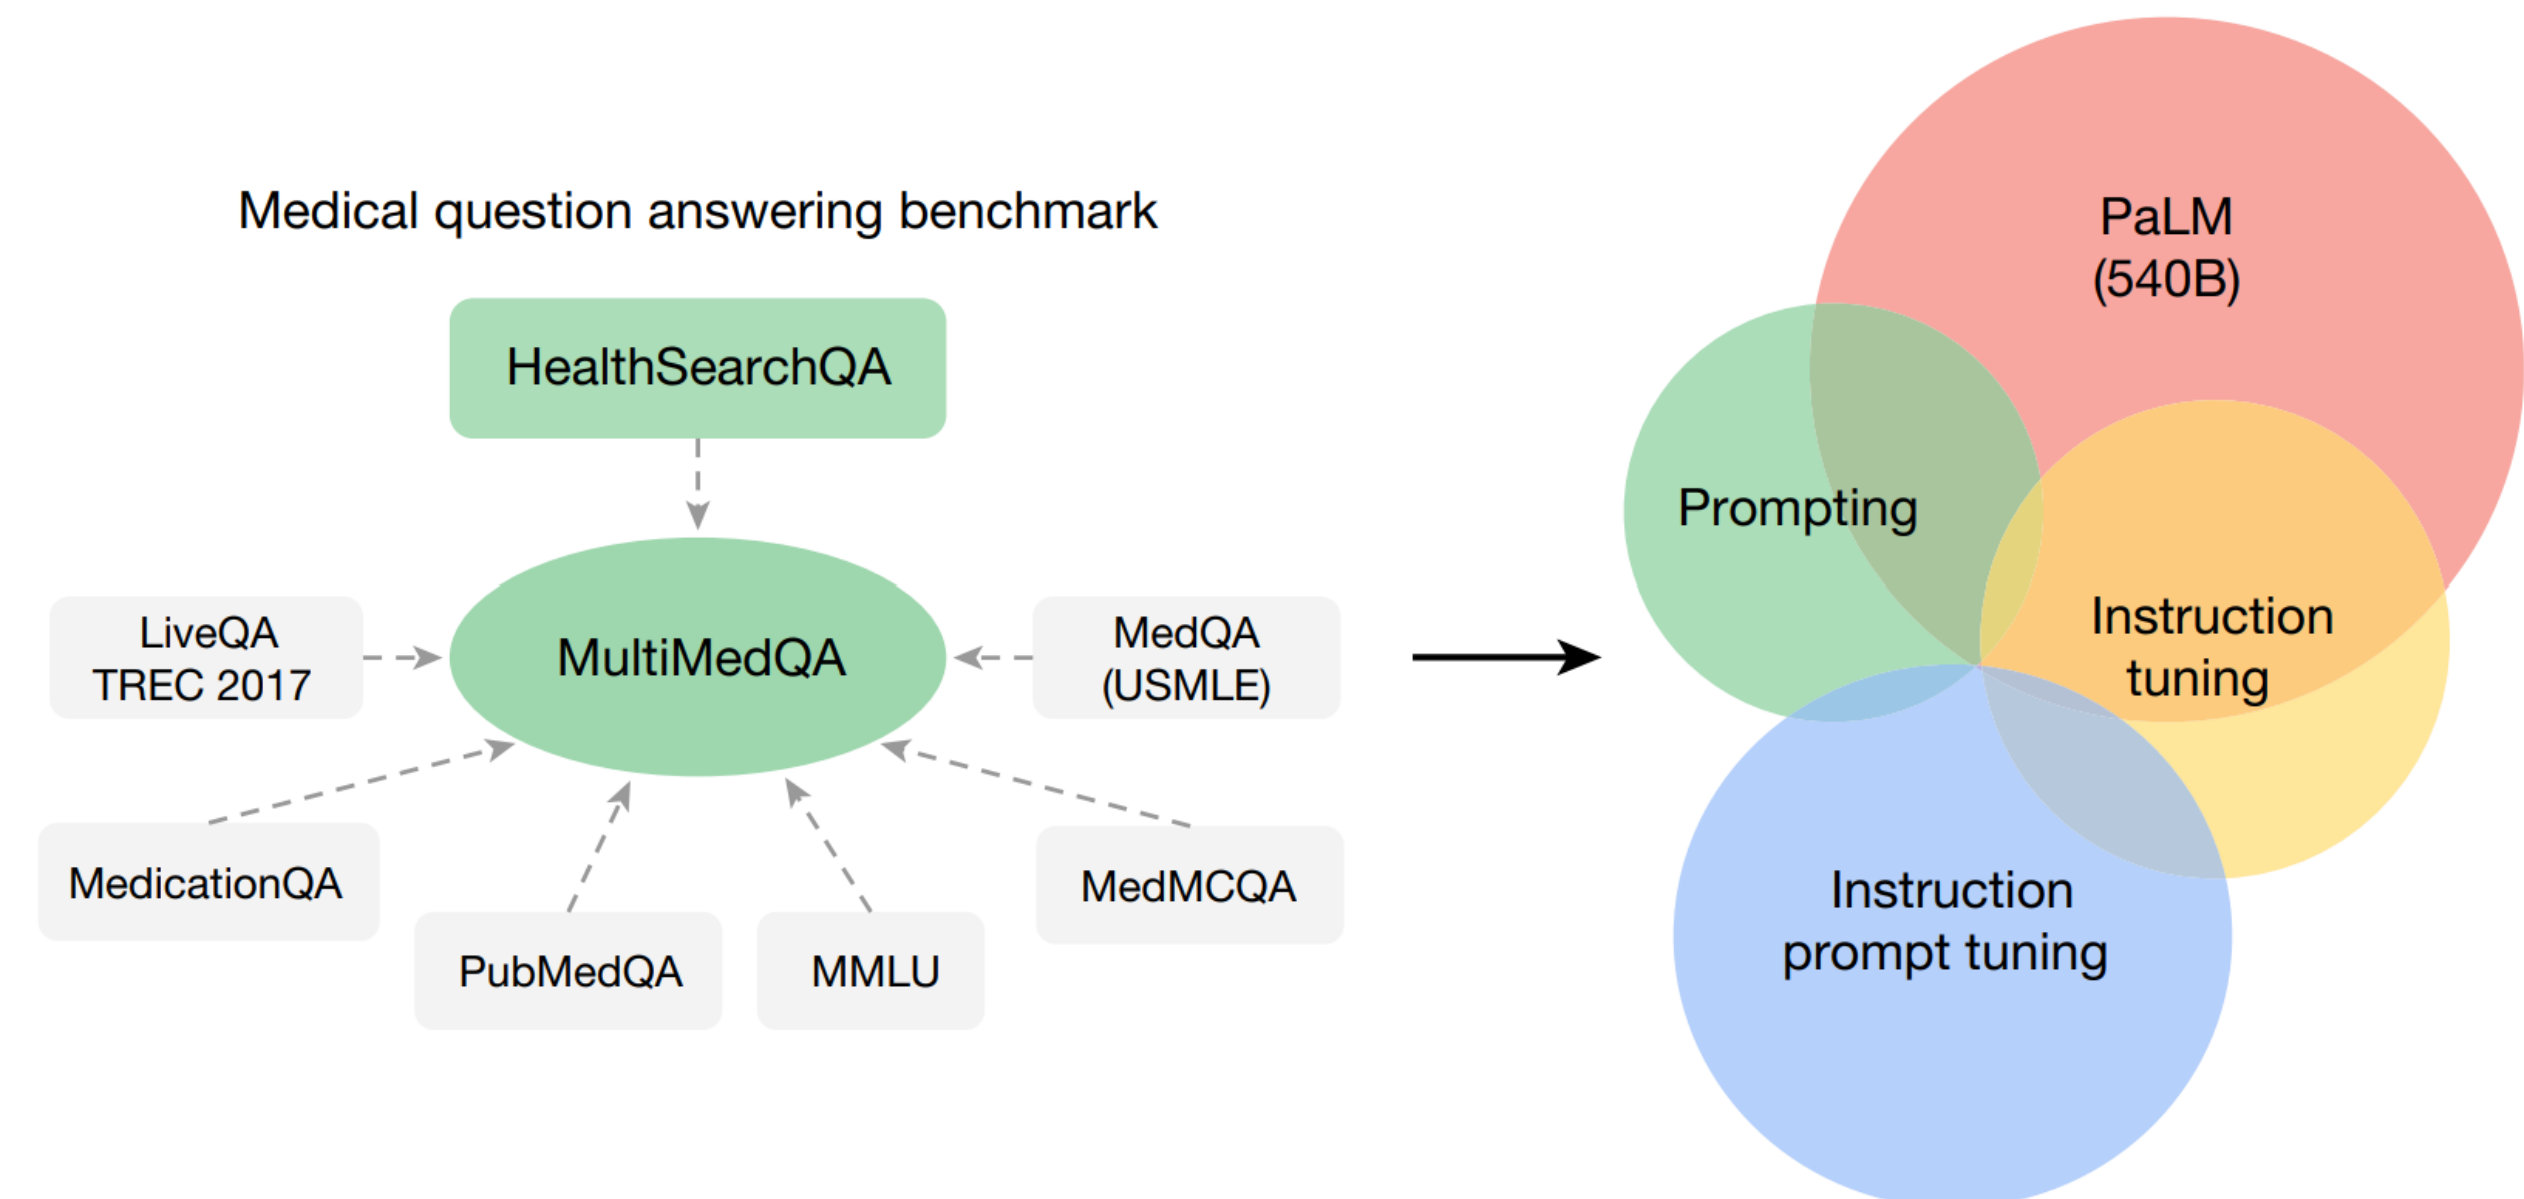 Medical question answering benchmark
HealthSearchQA
MultiMedQA
LiveQA
TREC 2017
MedQA
(USMLE)
MedicationQA
PubMedQA
MMLU
MedMCQA
PaLM
(540B)
Prompting
Instruction
tuning
Instruction
prompt tuning